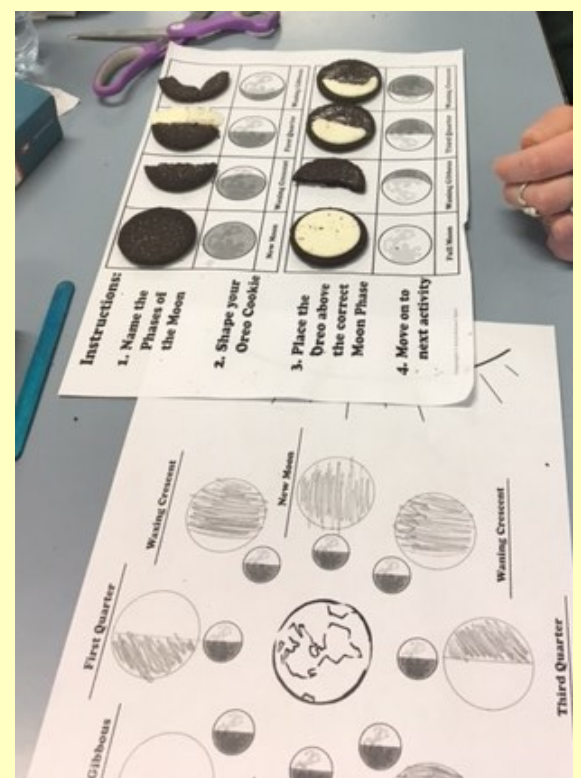 Instructions:
1. Name the
Phases of
the Moon
2. Shape your
Oreo Cookie
3. Place the
Oreo above
the correct
Moon Phase
4. Move on to
next activity
New Moon
Waxing Crescent
First Quarter
Waxing Gibbous
Full Moon
Waning Gibbous
Third Quarter
Waning Crescent
Waxing Crescent
New Moon
Waning Crescent
First Quarter
Third Quarter
Gibbous